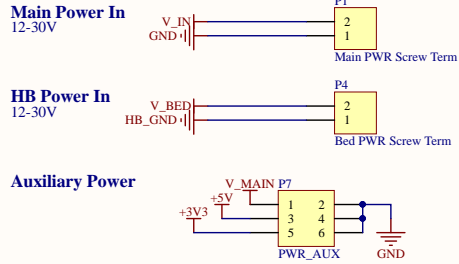 Main Power In
12-30V
P1
V_IN
2
GND
1
Main PWR Screw Term
HB Power In
12-30V
P4
V_BED
2
HB_GND
1
Bed PWR Screw Term
Auxiliary Power
V_MAIN P7
+5V
+3V3
1 2
3 4
5 6
PWR_AUX
GND